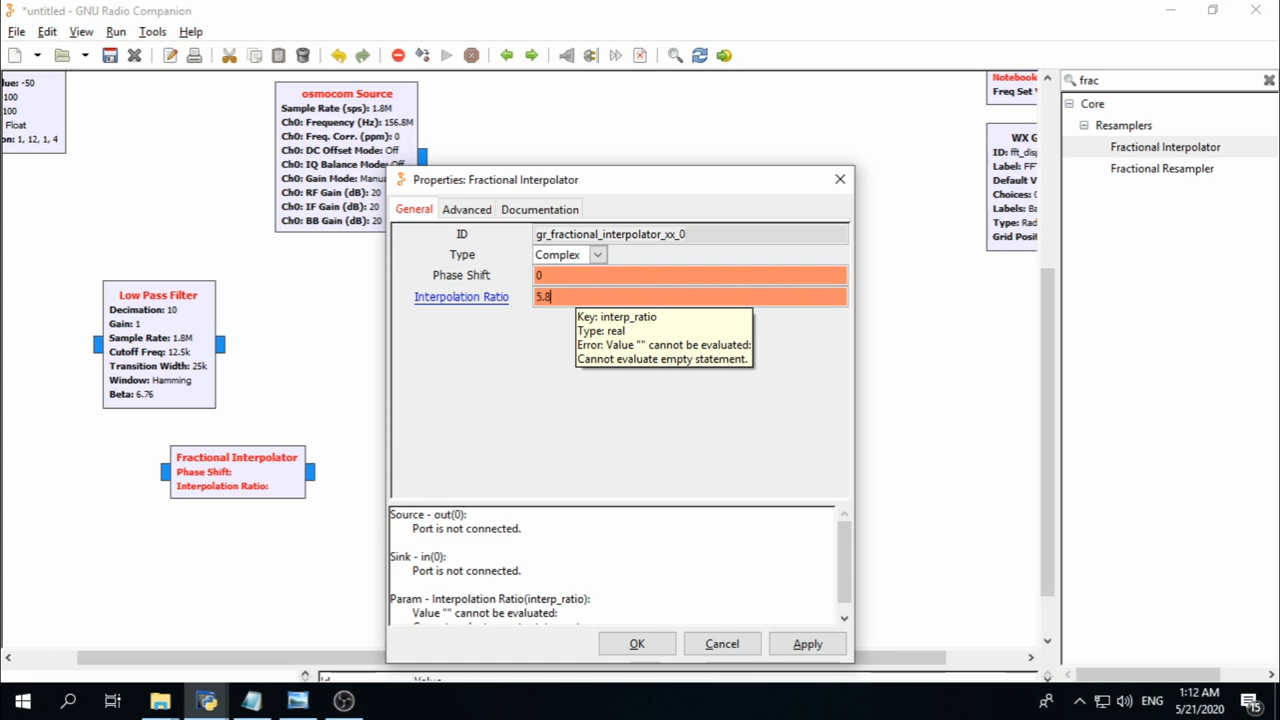 *untitled - GNU Radio Companion
File Edit View Run Tools Help
lue: -50
100
100
Float
on: 1, 12, 1, 4
osmocom Source
Sample Rate (sps): 1.8M
Ch0: Frequency (Hz): 156.8M
Ch0: Freq. Corr. (ppm): 0
Ch0: DC Offset Mode: Off
Ch0: IQ Balance Mode: Off
Ch0: Gain Mode: Manua
Ch0: RF Gain (dB): 20
Ch0: IF Gain (dB): 20
Ch0: BB Gain (dB): 20
Low Pass Filter
Decimation: 10
Gain: 1
Sample Rate: 1.8M
Cutoff Freq: 12.5k
Transition Width: 25k
Window: Hamming
Beta: 6.76
Fractional Interpolator
Phase Shift:
Interpolation Ratio:
Properties: Fractional Interpolator
General Advanced Documentation
ID gr_fractional_interpolator_xx_0
Type Complex
Phase Shift 0
Interpolation Ratio 5.8
Key: interp_ratio
Type: real
Error: Value "" cannot be evaluated:
Cannot evaluate empty statement.
Source - out(0):
Port is not connected.
Sink - in(0):
Port is not connected.
Param - Interpolation Ratio(interp_ratio):
Value "" cannot be evaluated:
OK Cancel Apply
Notebook
Freq Set V
WX G
ID: fft_disp
Label: FFT
Default V
Choices: 0
Labels: Ba
Type: Rad
Grid Posit
frac
Core
Resamplers
Fractional Interpolator
Fractional Resampler
Id Value
ENG
1:12 AM
5/21/2020
15